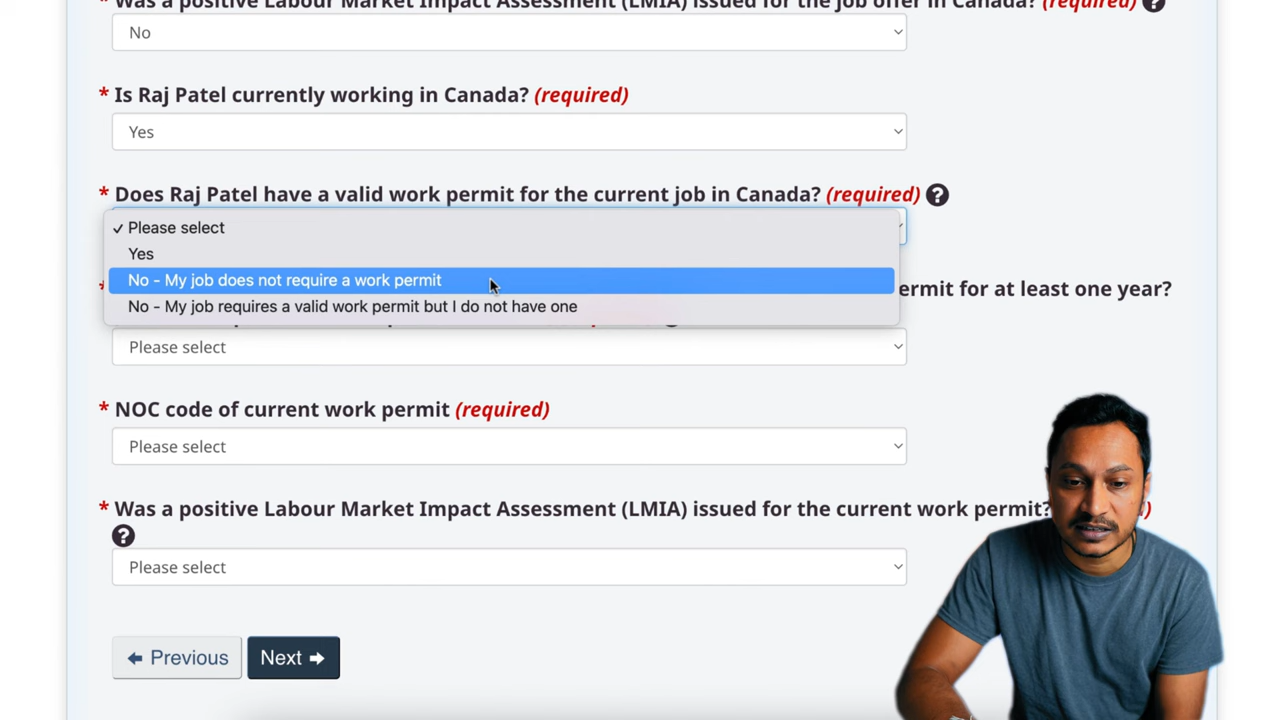 * Was a positive Labour Market Impact Assessment (LMIA) issued for the job offer in Canada? (required) ?
No
* Is Raj Patel currently working in Canada? (required)
Yes
* Does Raj Patel have a valid work permit for the current job in Canada? (required) ?
✓ Please select
Yes
No - My job does not require a work permit
ermit for at least one year?
No - My job requires a valid work permit but I do not have one
Please select
* NOC code of current work permit (required)
Please select
* Was a positive Labour Market Impact Assessment (LMIA) issued for the current work permit?
?
Please select
Previous
Next